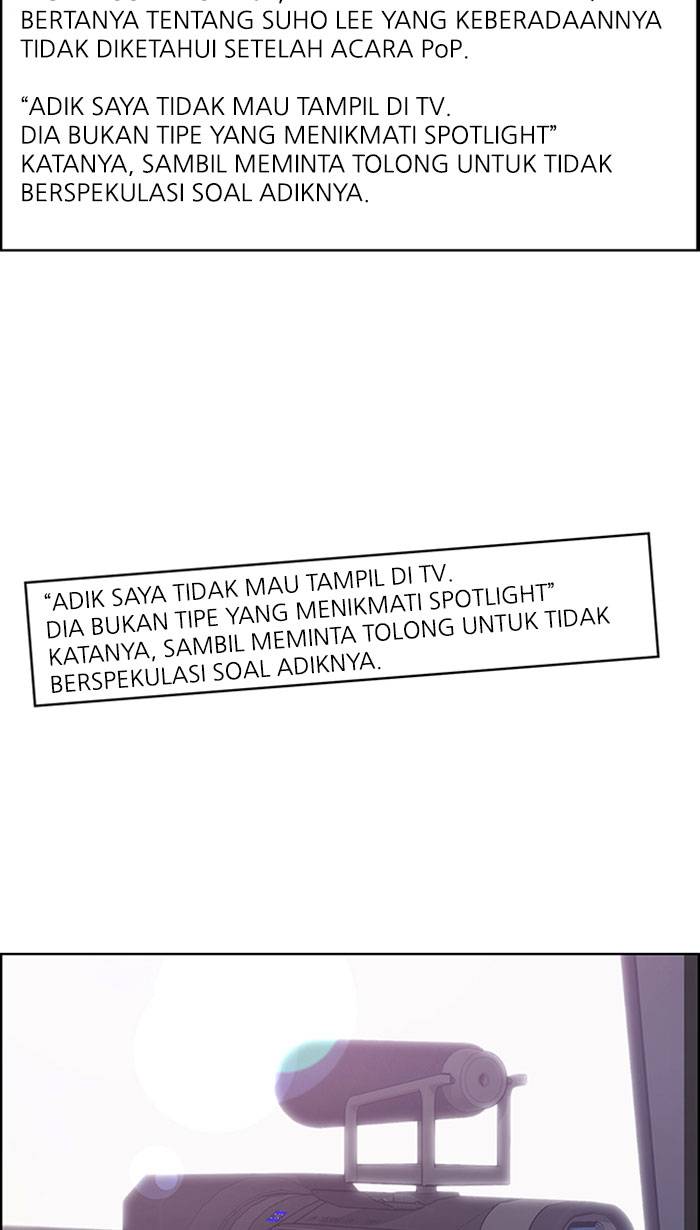 BERTANYA TENTANG SUHO LEE YANG KEBERADAANNYA
TIDAK DIKETAHUI SETELAH ACARA PoP.
“ADIK SAYA TIDAK MAU TAMPIL DI TV.
DIA BUKAN TIPE YANG MENIKMATI SPOTLIGHT”
KATANYA, SAMBIL MEMINTA TOLONG UNTUK TIDAK
BERSPEKULASI SOAL ADIKNYA.
“ADIK SAYA TIDAK MAU TAMPIL DI TV.
DIA BUKAN TIPE YANG MENIKMATI SPOTLIGHT”
KATANYA, SAMBIL MEMINTA TOLONG UNTUK TIDAK
BERSPEKULASI SOAL ADIKNYA.